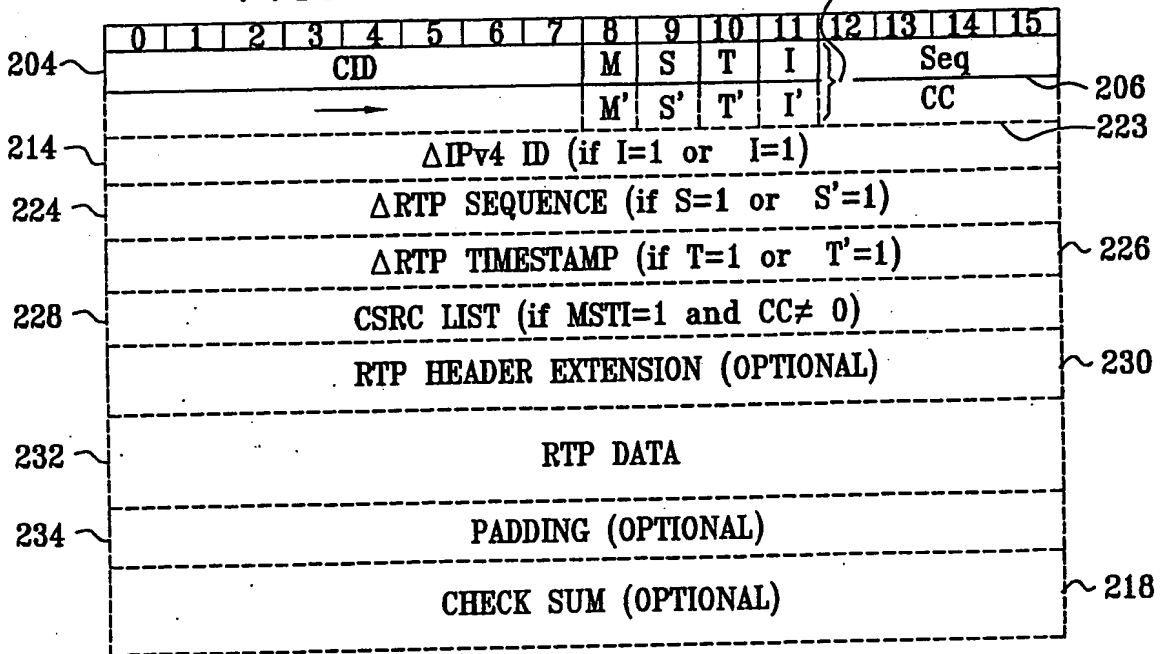 0 1 2 3 4 5 6 7 8 9 10 11 12 13 14 15
204 CID M S T I Seq
206
M' S' T' I' CC
223
214 ΔIPv4 ID (if I=1 or I=1)
224 ΔRTP SEQUENCE (if S=1 or S'=1)
ΔRTP TIMESTAMP (if T=1 or T'=1) 226
228 CSRC LIST (if MSTI=1 and CC≠ 0)
RTP HEADER EXTENSION (OPTIONAL) 230
232 RTP DATA
234 PADDING (OPTIONAL)
CHECK SUM (OPTIONAL) 218